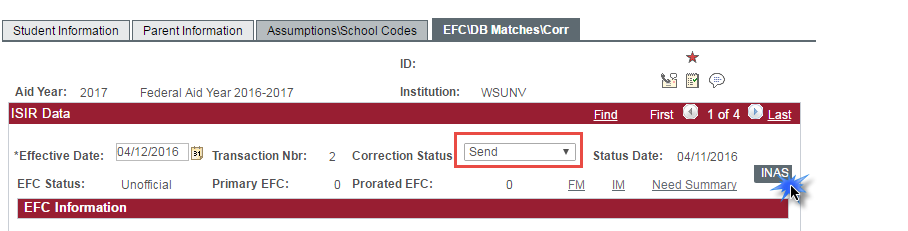 Student Information Parent Information Assumptions\School Codes EFC\DB Matches\Corr
ID:
Aid Year: 2017 Federal Aid Year 2016-2017 Institution: WSUNV
ISIR Data Find First 1 of 4 Last
*Effective Date: 04/12/2016 31 Transaction Nbr: 2 Correction Status Send Status Date: 04/11/2016
INAS
EFC Status: Unofficial Primary EFC: 0 Prorated EFC: 0 FM IM Need Summary
EFC Information